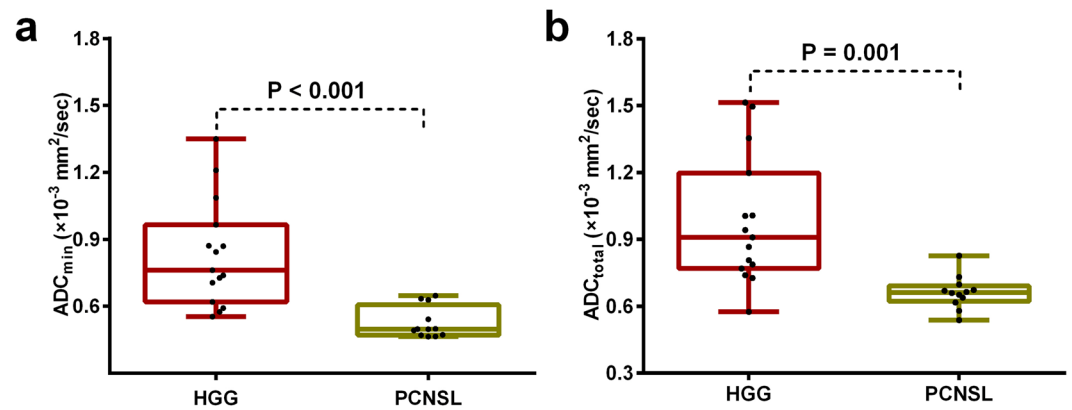 a
ADCmin (×10⁻³ mm²/sec)
1.8
1.5
1.2
0.9
0.6
P < 0.001
HGG
PCNSL
b
ADCtotal (×10⁻³ mm²/sec)
1.8
1.5
1.2
0.9
0.6
0.3
P = 0.001
HGG
PCNSL